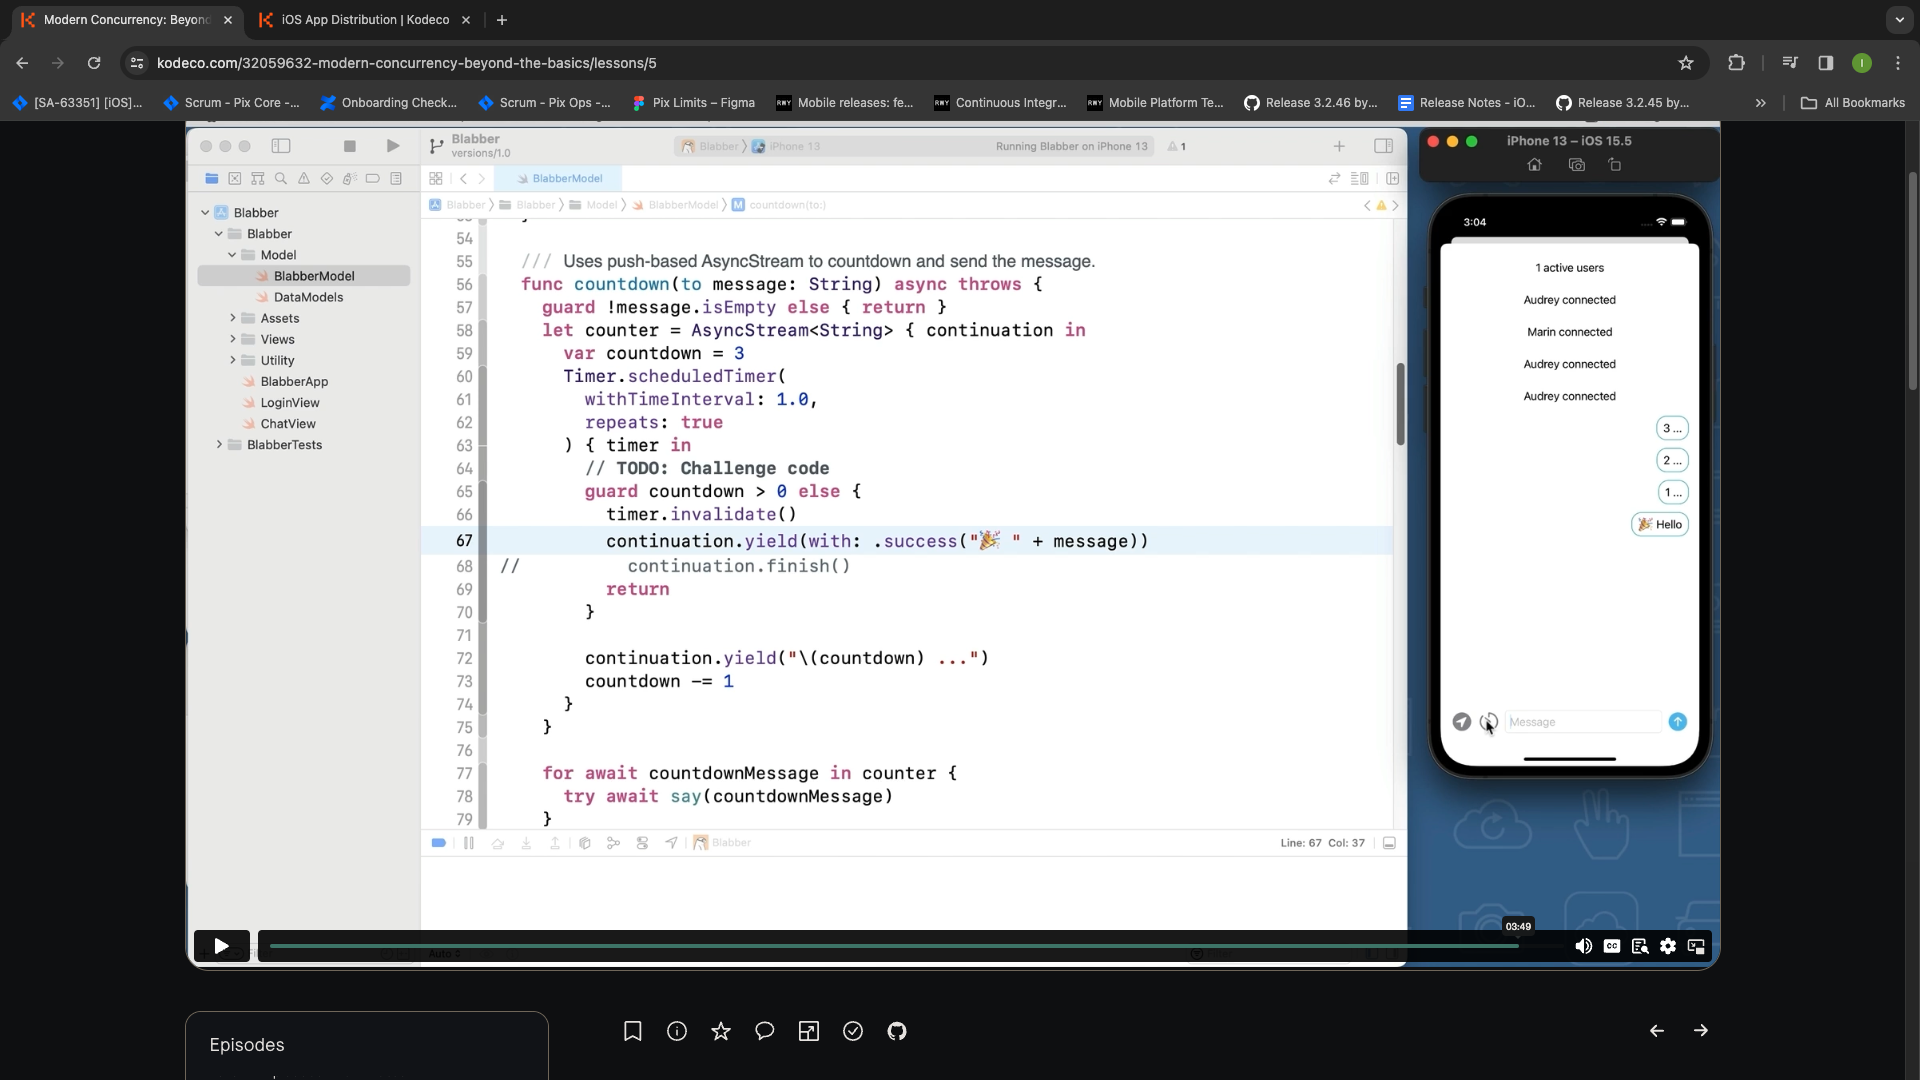 Modern Concurrency: Beyond
iOS App Distribution | Kodeco
kodeco.com/32059632-modern-concurrency-beyond-the-basics/lessons/5
[SA-63351] [iOS]...
Scrum - Pix Core -...
Onboarding Check...
Scrum - Pix Ops -...
Pix Limits – Figma
RWY Mobile releases: fe...
RWY Continuous Integr...
RWY Mobile Platform Te...
Release 3.2.46 by...
Release Notes - iO...
Release 3.2.45 by...
All Bookmarks
Blabber
versions/1.0
Blabber
iPhone 13
Running Blabber on iPhone 13
1
iPhone 13 – iOS 15.5
BlabberModel
Blabber
Blabber
Model
BlabberModel
M countdown(to:)
Blabber
Blabber
Model
BlabberModel
DataModels
Assets
Views
Utility
BlabberApp
LoginView
ChatView
BlabberTests
54
55 /// Uses push-based AsyncStream to countdown and send the message.
56 func countdown(to message: String) async throws {
57 guard !message.isEmpty else { return }
58 let counter = AsyncStream<String> { continuation in
59 var countdown = 3
60 Timer.scheduledTimer(
61 withTimeInterval: 1.0,
62 repeats: true
63 ) { timer in
64 // TODO: Challenge code
65 guard countdown > 0 else {
66 timer.invalidate()
67 continuation.yield(with: .success("🎉 " + message))
68 // continuation.finish()
69 return
70 }
71
72 continuation.yield("\(countdown) ...")
73 countdown -= 1
74 }
75 }
76
77 for await countdownMessage in counter {
78 try await say(countdownMessage)
79 }
Blabber
Line: 67 Col: 37
3:04
1 active users
Audrey connected
Marin connected
Audrey connected
Audrey connected
3 ...
2 ...
1 ...
🎉 Hello
Message
03:49
Auto
CC
Episodes